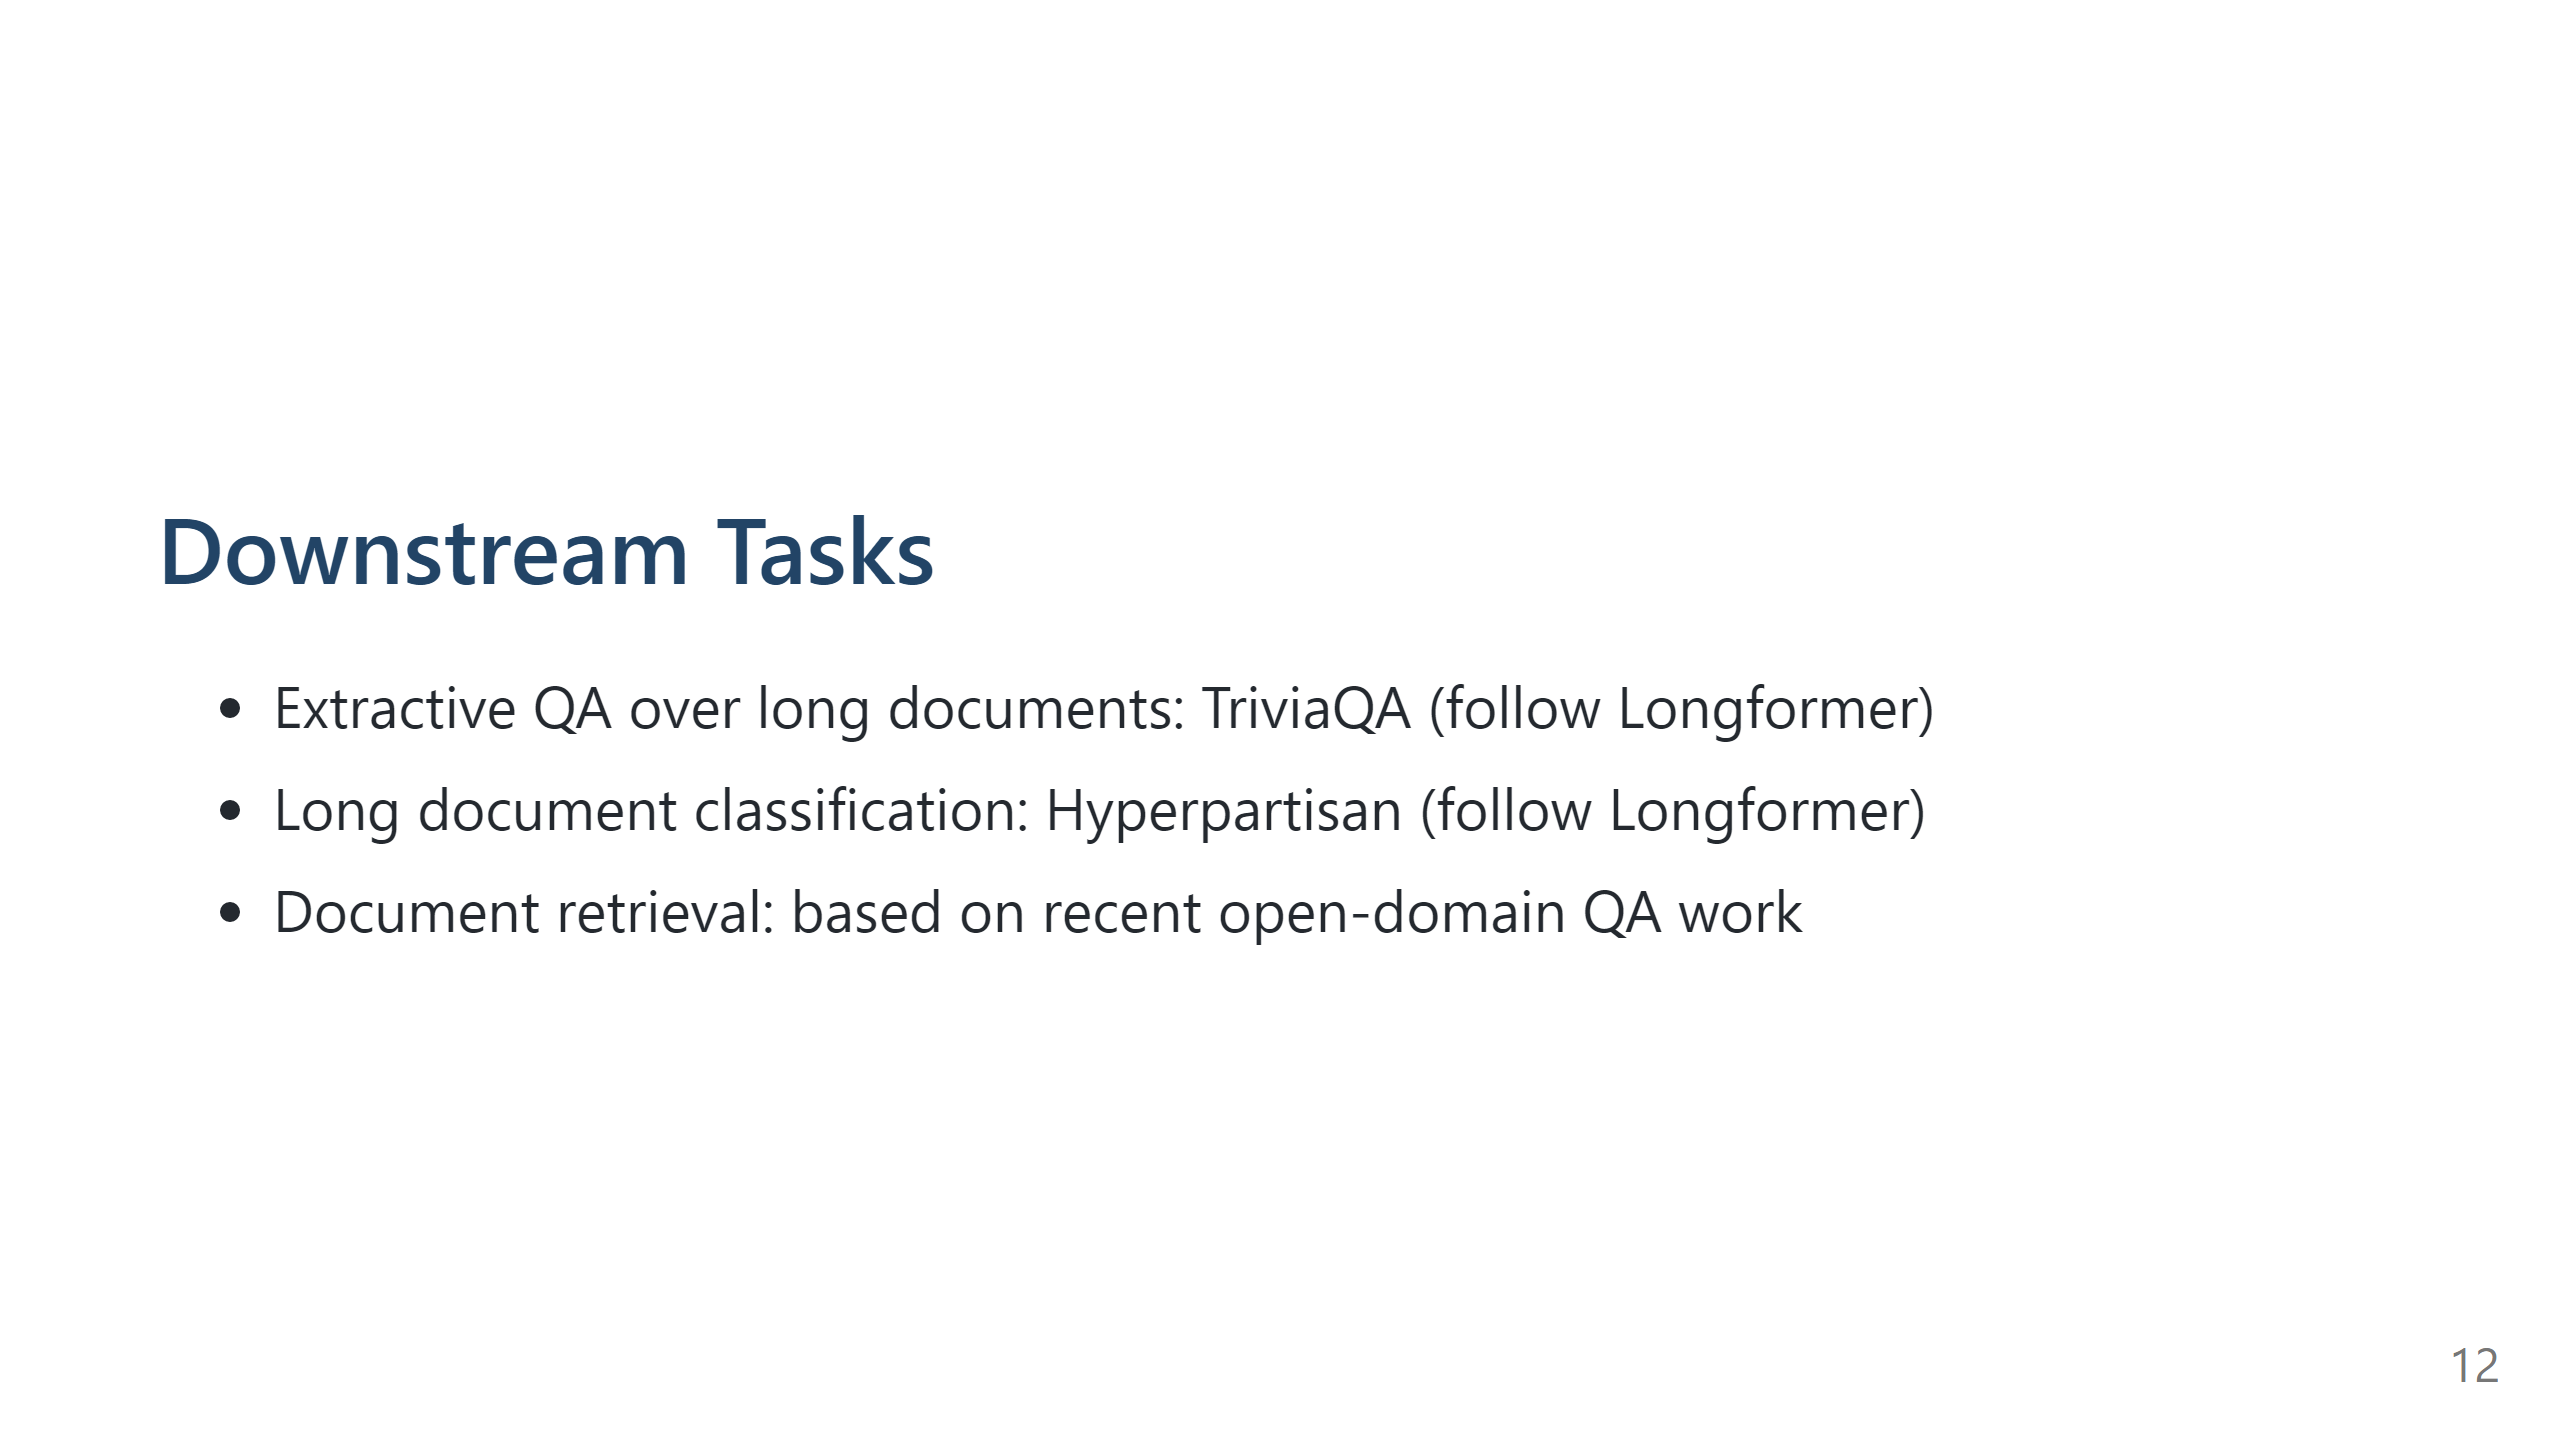 Downstream Tasks
• Extractive QA over long documents: TriviaQA (follow Longformer)
• Long document classification: Hyperpartisan (follow Longformer)
• Document retrieval: based on recent open-domain QA work
12